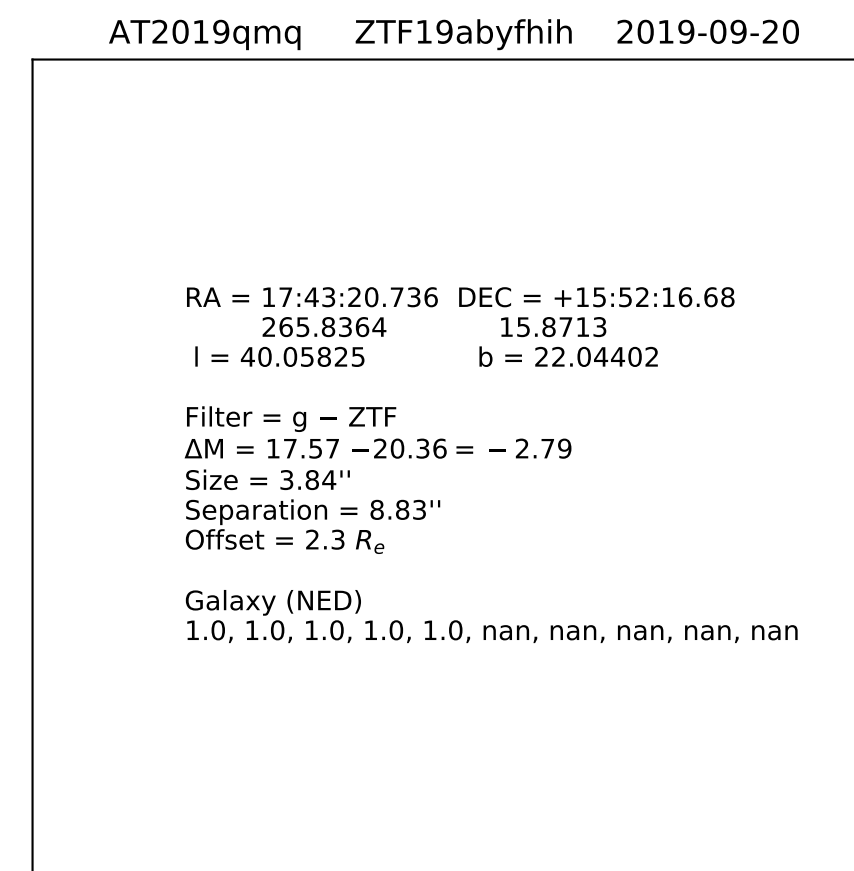 AT2019qmq ZTF19abyfhih 2019-09-20
RA = 17:43:20.736 DEC = +15:52:16.68
265.8364 15.8713
l = 40.05825 b = 22.04402
Filter = g − ZTF
ΔM = 17.57 −20.36 = − 2.79
Size = 3.84''
Separation = 8.83''
Offset = 2.3 Re
Galaxy (NED)
1.0, 1.0, 1.0, 1.0, 1.0, nan, nan, nan, nan, nan